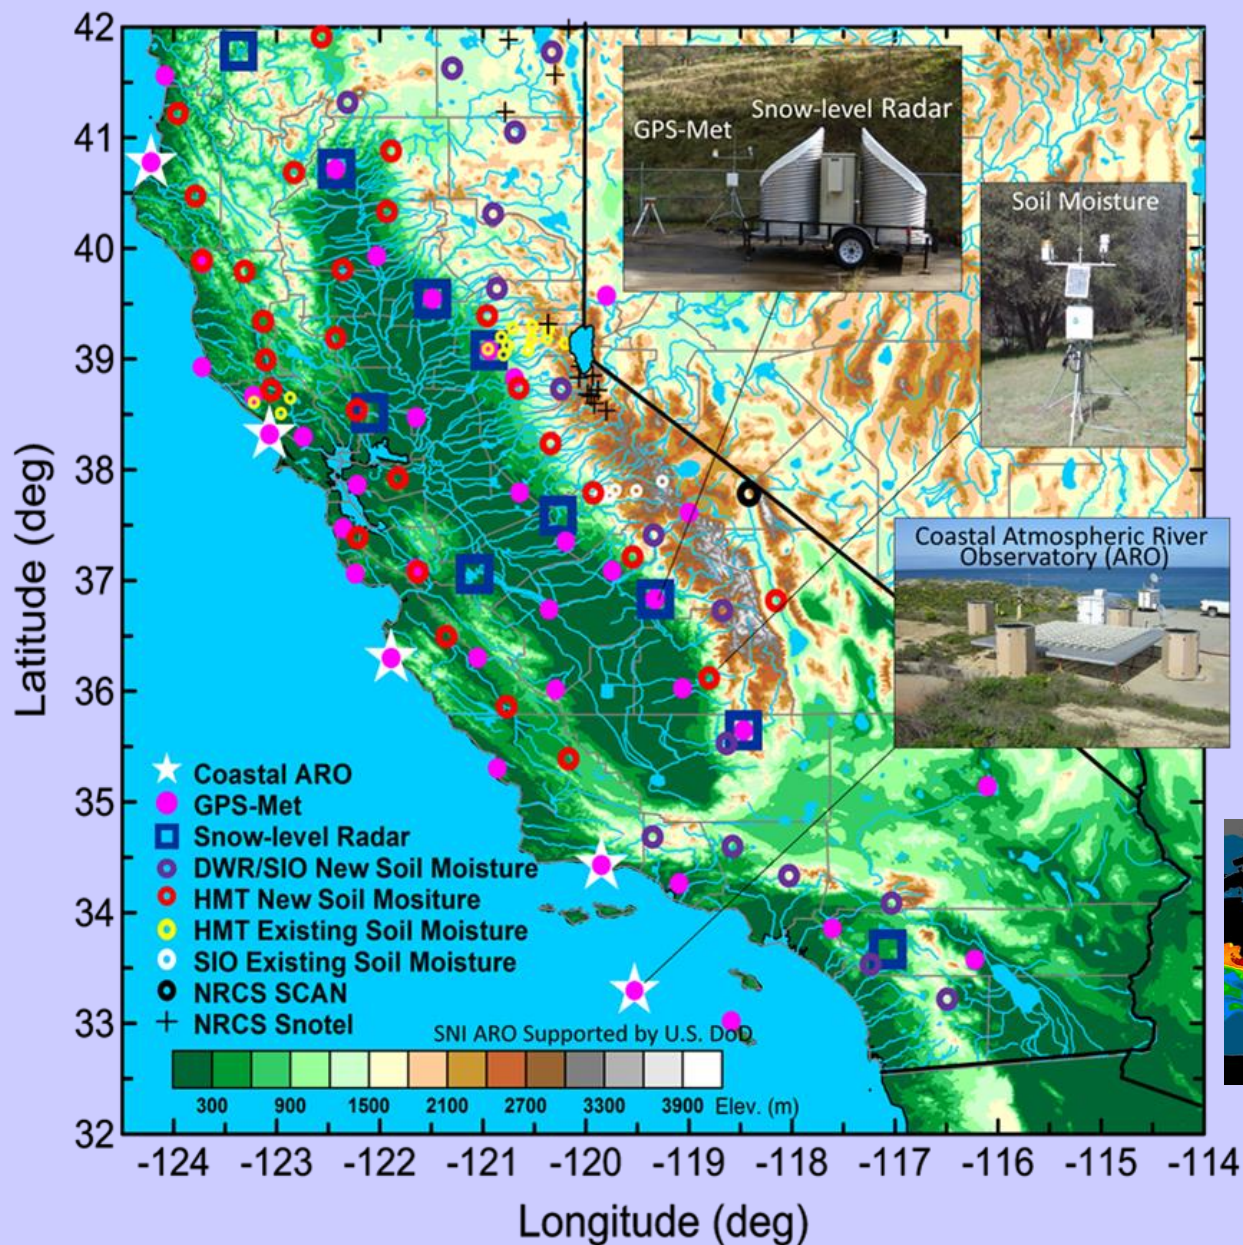 42
41
40
39
38
37
36
35
34
33
32
Latitude (deg)
GPS-Met
Snow-level Radar
Soil Moisture
Coastal Atmospheric River
Observatory (ARO)
Coastal ARO
GPS-Met
Snow-level Radar
DWR/SIO New Soil Moisture
HMT New Soil Mositure
HMT Existing Soil Moisture
SIO Existing Soil Moisture
NRCS SCAN
NRCS Snotel
SNI ARO Supported by U.S. DoD
300 900 1500 2100 2700 3300 3900 Elev. (m)
-124 -123 -122 -121 -120 -119 -118 -117 -116 -115 -114
Longitude (deg)